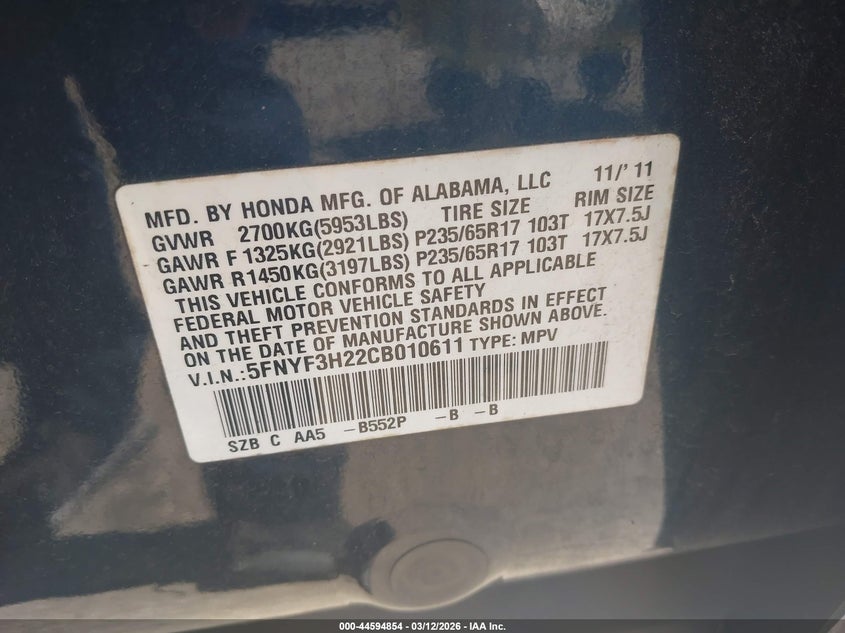 MFD. BY HONDA MFG. OF ALABAMA, LLC 11/'11
GVWR 2700KG(5953LBS) TIRE SIZE RIM SIZE
GAWR F 1325KG(2921LBS) P235/65R17 103T 17X7.5J
GAWR R1450KG(3197LBS) P235/65R17 103T 17X7.5J
THIS VEHICLE CONFORMS TO ALL APPLICABLE
FEDERAL MOTOR VEHICLE SAFETY
AND THEFT PREVENTION STANDARDS IN EFFECT
ON THE DATE OF MANUFACTURE SHOWN ABOVE.
V.I.N.:5FNYF3H22CB010611 TYPE: MPV
SZB C AA5 -B552P -B -B
000-44594854 | 03/12/2026 - IAA Inc.